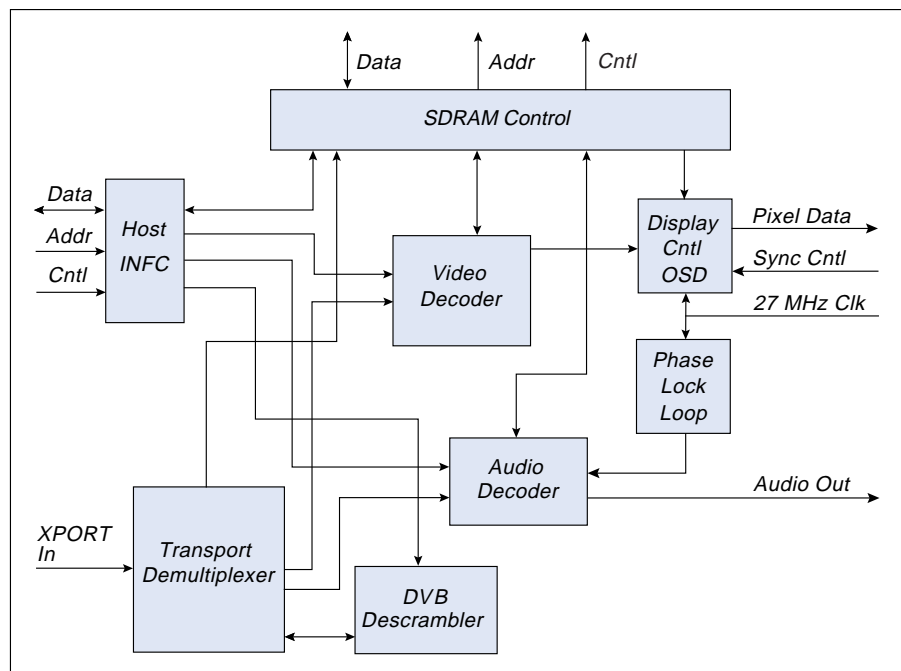 Data
Addr
Cntl
SDRAM Control
Data
Addr
Cntl
Host
INFC
Video
Decoder
Display
Cntl
OSD
Pixel Data
Sync Cntl
27 MHz Clk
Phase
Lock
Loop
Audio
Decoder
Audio Out
XPORT
In
Transport
Demultiplexer
DVB
Descrambler